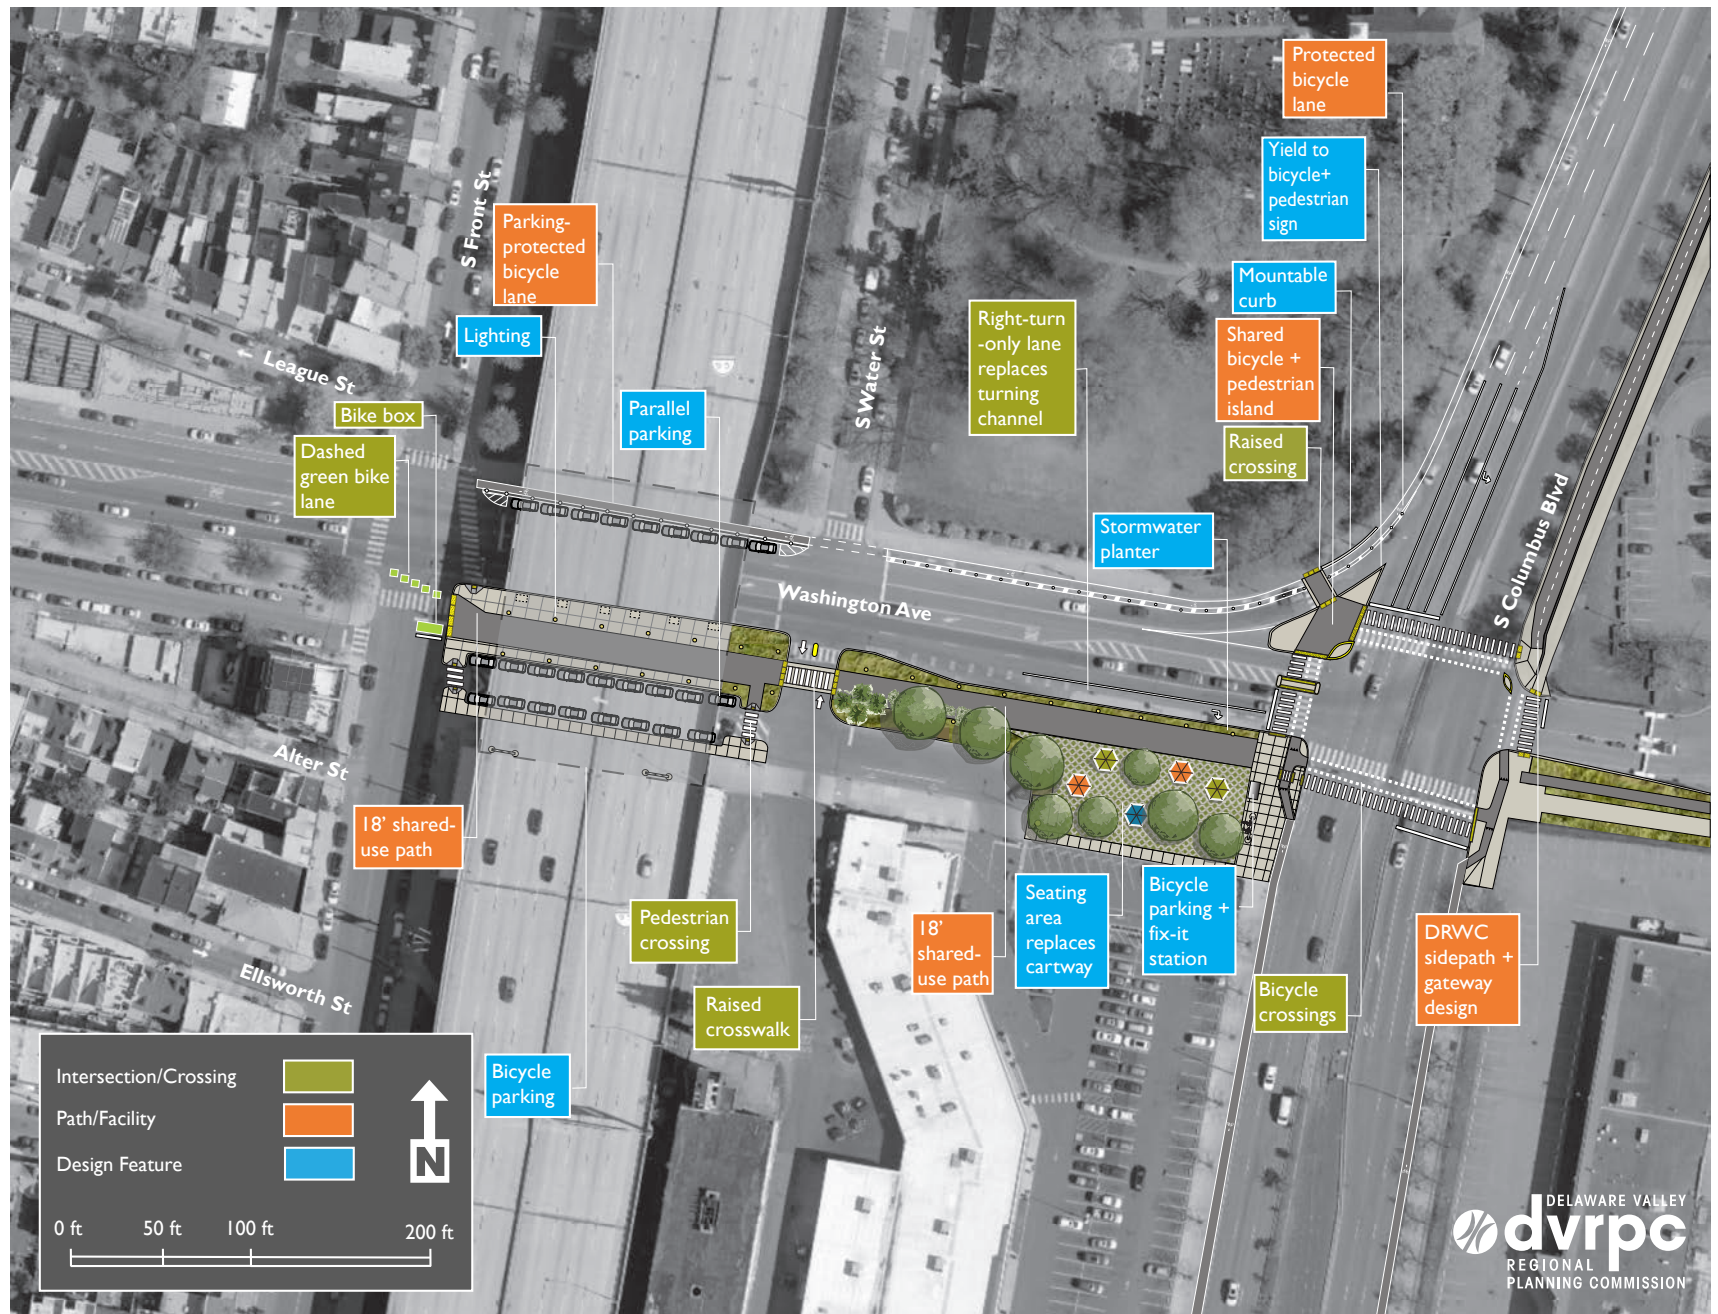 Protected
bicycle
lane
Yield to
bicycle+
pedestrian
sign
Mountable
curb
Shared
bicycle +
pedestrian
island
Raised
crossing
Right-turn
-only lane
replaces
turning
channel
Stormwater
planter
Parking-
protected
bicycle
lane
Lighting
Parallel
parking
Bike box
Dashed
green bike
lane
S Front St
League St
S Water St
Washington Ave
S Columbus Blvd
Alter St
Ellsworth St
18' shared-
use path
Pedestrian
crossing
Raised
crosswalk
Bicycle
parking
18'
shared-
use path
Seating
area
replaces
cartway
Bicycle
parking +
fix-it
station
Bicycle
crossings
DRWC
sidepath +
gateway
design
Intersection/Crossing
Path/Facility
Design Feature
N
0 ft 50 ft 100 ft 200 ft
DELAWARE VALLEY
dvrpc
REGIONAL
PLANNING COMMISSION